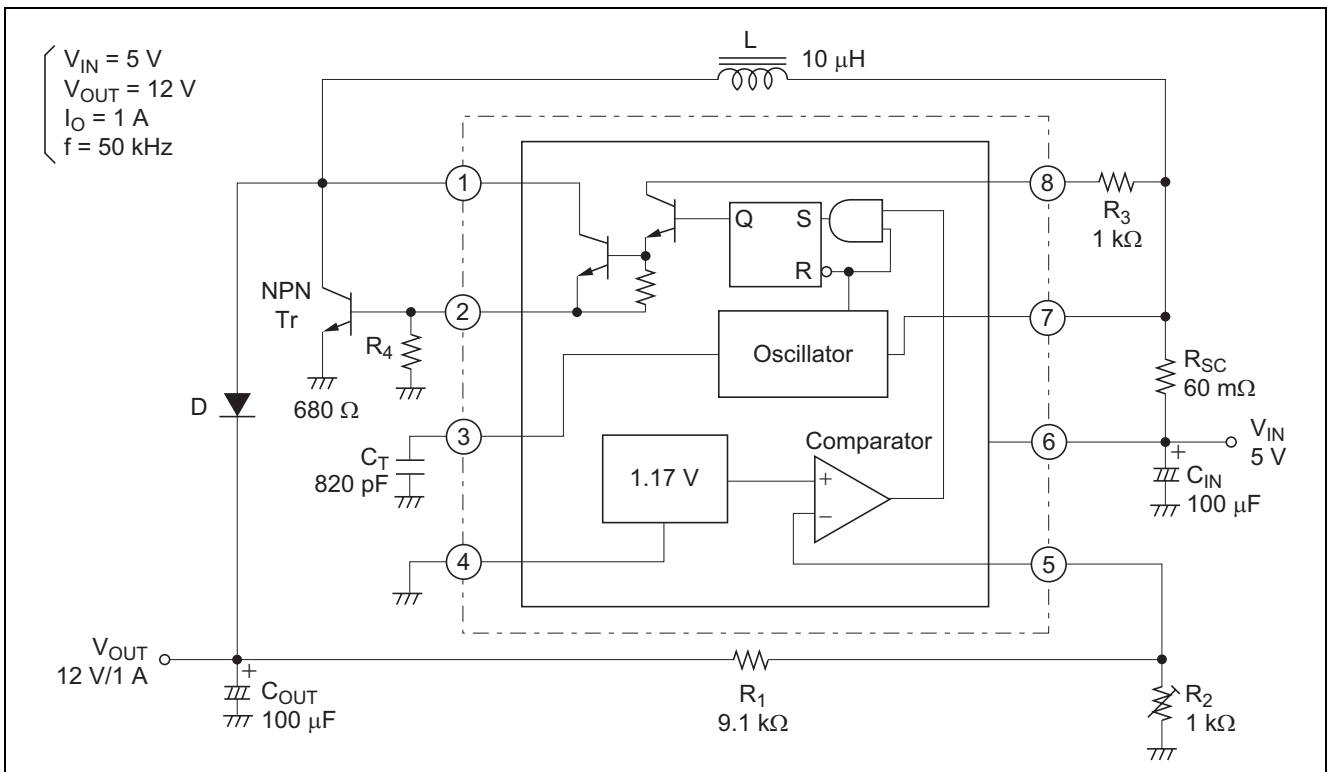 V_IN = 5 V
V_OUT = 12 V
I_O = 1 A
f = 50 kHz
L
10 μH
1
8
R_3
1 kΩ
Q
S
R
NPN
Tr
2
R_4
680 Ω
7
Oscillator
R_SC
60 mΩ
D
3
C_T
820 pF
Comparator
6
V_IN
5 V
+
C_IN
100 μF
1.17 V
+
−
4
5
V_OUT
12 V/1 A
+
C_OUT
100 μF
R_1
9.1 kΩ
R_2
1 kΩ